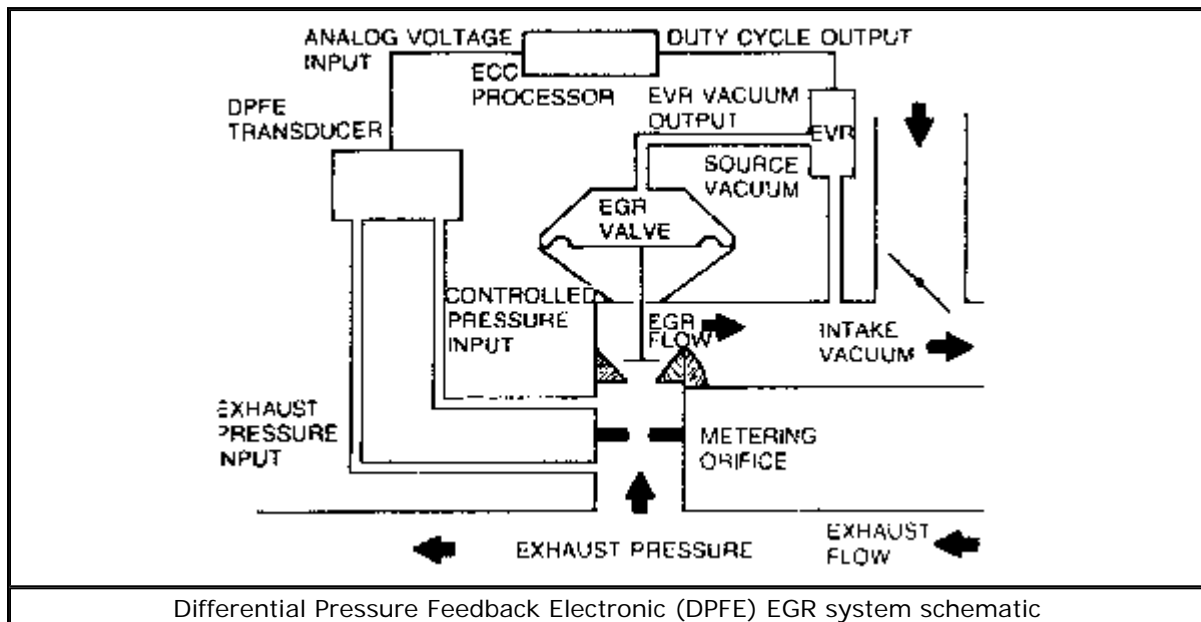 ANALOG VOLTAGE
INPUT
DUTY CYCLE OUTPUT
ECC
PROCESSOR
DPFE
TRANSDUCER
EVR VACUUM
OUTPUT
EVR
SOURCE
VACUUM
EGR
VALVE
CONTROLLED
PRESSURE
INPUT
EGR
FLOW
INTAKE
VACUUM
EXHAUST
PRESSURE
INPUT
METERING
ORIFICE
EXHAUST PRESSURE
EXHAUST
FLOW
Differential Pressure Feedback Electronic (DPFE) EGR system schematic